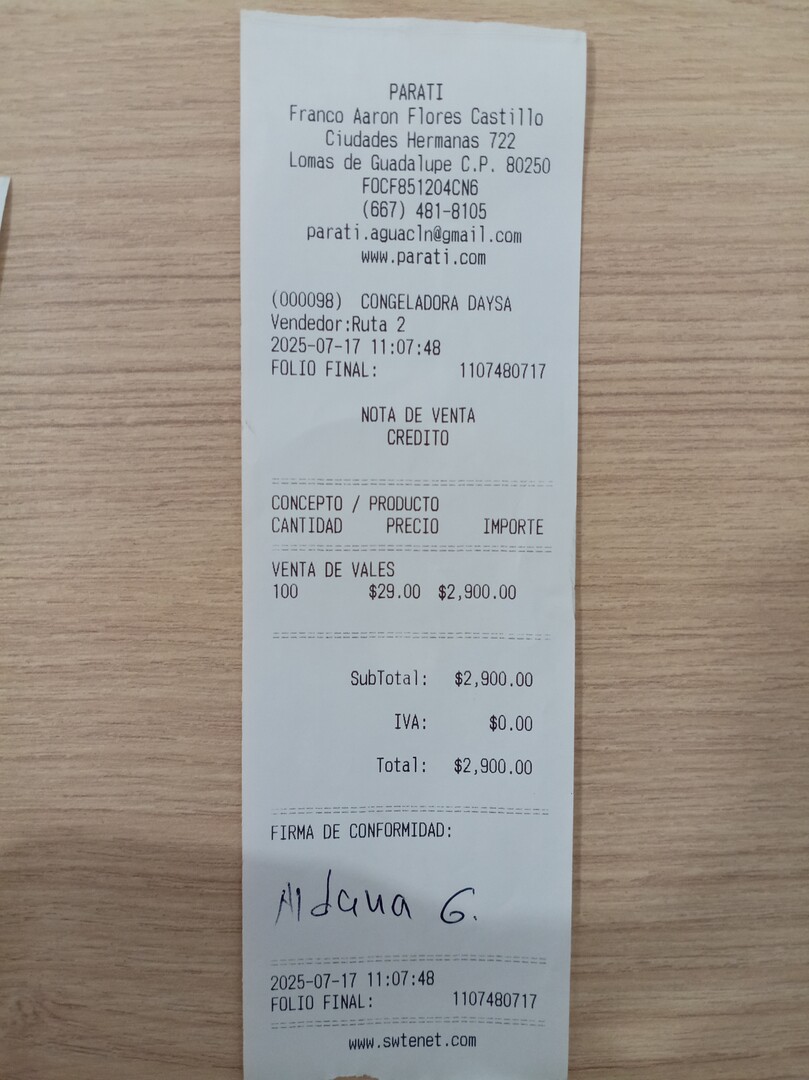 PARATI
Franco Aaron Flores Castillo
Ciudades Hermanas 722
Lomas de Guadalupe C.P. 80250
FOCF851204CN6
(667) 481-8105
parati.aguacln@gmail.com
www.parati.com
(000098) CONGELADORA DAYSA
Vendedor:Ruta 2
2025-07-17 11:07:48
FOLIO FINAL: 1107480717
NOTA DE VENTA
CREDITO
CONCEPTO / PRODUCTO
CANTIDAD PRECIO IMPORTE
VENTA DE VALES
100 $29.00 $2,900.00
SubTotal: $2,900.00
IVA: $0.00
Total: $2,900.00
FIRMA DE CONFORMIDAD:
Aldana G.
2025-07-17 11:07:48
FOLIO FINAL: 1107480717
www.swtenet.com